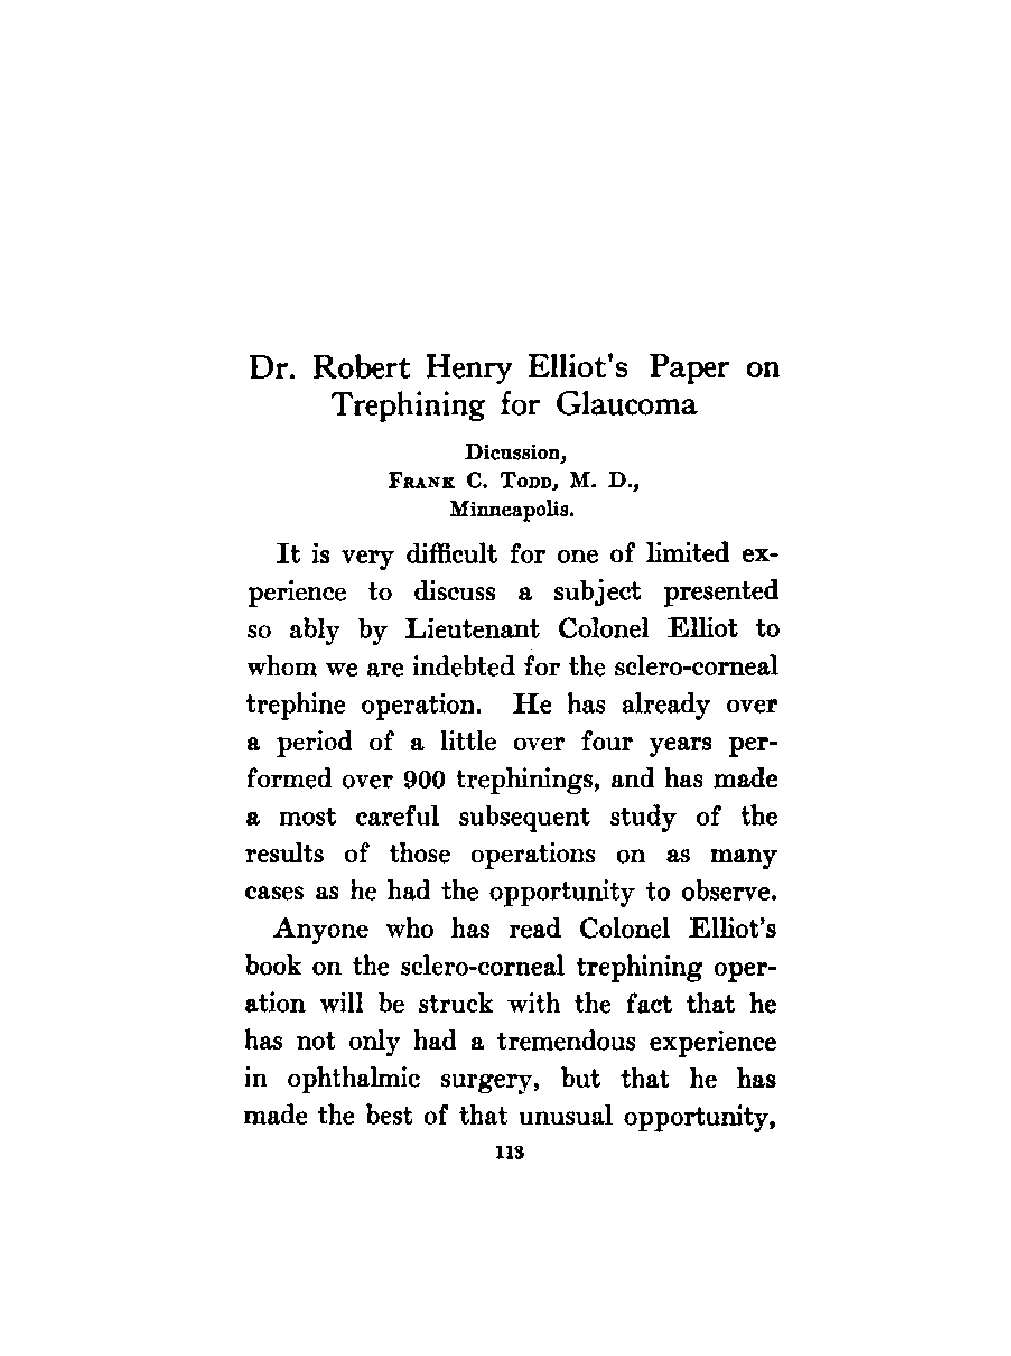 Dr. Robert Henry Elliot's Paper on
Trephining for Glaucoma
Dicussion,
FRANK C. TODD, M. D.,
Minneapolis.
It is very difficult for one of limited ex-
perience to discuss a subject presented
so ably by Lieutenant Colonel Elliot to
whom we are indebted for the sclero-corneal
trephine operation. He has already over
a period of a little over four years per-
formed over 900 trephinings, and has made
a most careful subsequent study of the
results of those operations on as many
cases as he had the opportunity to observe.
Anyone who has read Colonel Elliot's
book on the sclero-corneal trephining oper-
ation will be struck with the fact that he
has not only had a tremendous experience
in ophthalmic surgery, but that he has
made the best of that unusual opportunity,
113